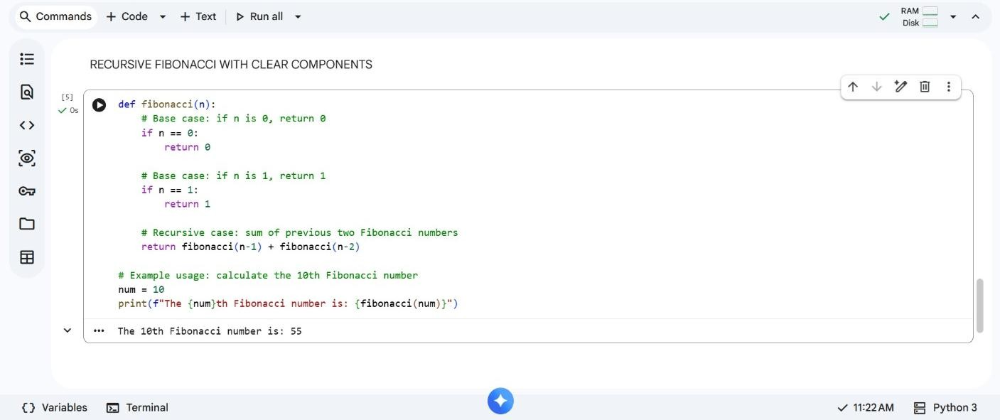 Commands + Code + Text Run all RAM
Disk
RECURSIVE FIBONACCI WITH CLEAR COMPONENTS
[5]
0s
def fibonacci(n):
    # Base case: if n is 0, return 0
    if n == 0:
        return 0
    # Base case: if n is 1, return 1
    if n == 1:
        return 1
    # Recursive case: sum of previous two Fibonacci numbers
    return fibonacci(n-1) + fibonacci(n-2)
# Example usage: calculate the 10th Fibonacci number
num = 10
print(f"The {num}th Fibonacci number is: {fibonacci(num)}")
The 10th Fibonacci number is: 55
{} Variables Terminal 11:22 AM Python 3